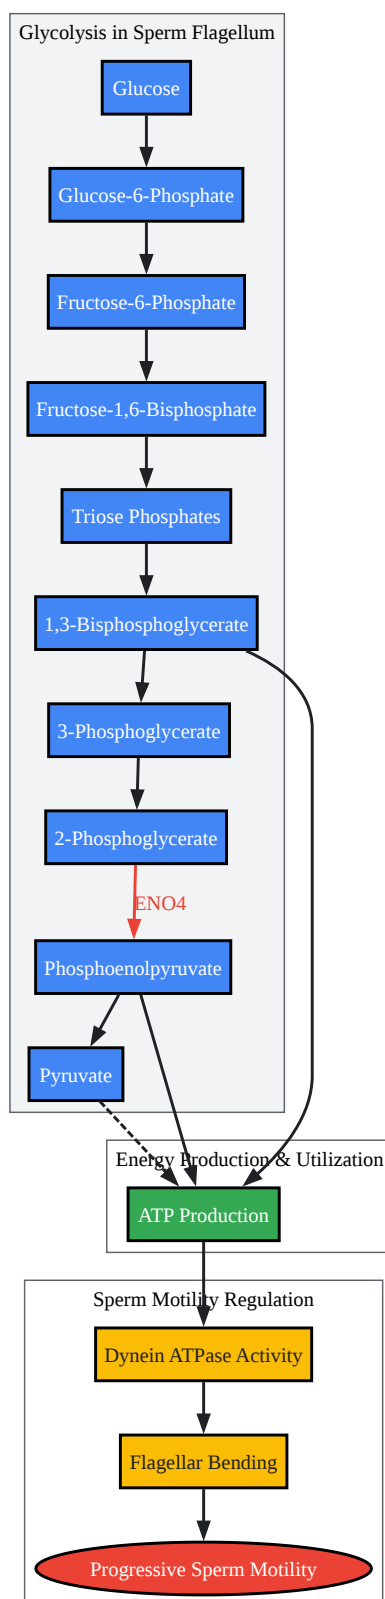 Glycolysis in Sperm Flagellum
Glucose
Glucose-6-Phosphate
Fructose-6-Phosphate
Fructose-1,6-Bisphosphate
Triose Phosphates
1,3-Bisphosphoglycerate
3-Phosphoglycerate
2-Phosphoglycerate
ENO4
Phosphoenolpyruvate
Pyruvate
Energy Production & Utilization
ATP Production
Sperm Motility Regulation
Dynein ATPase Activity
Flagellar Bending
Progressive Sperm Motility